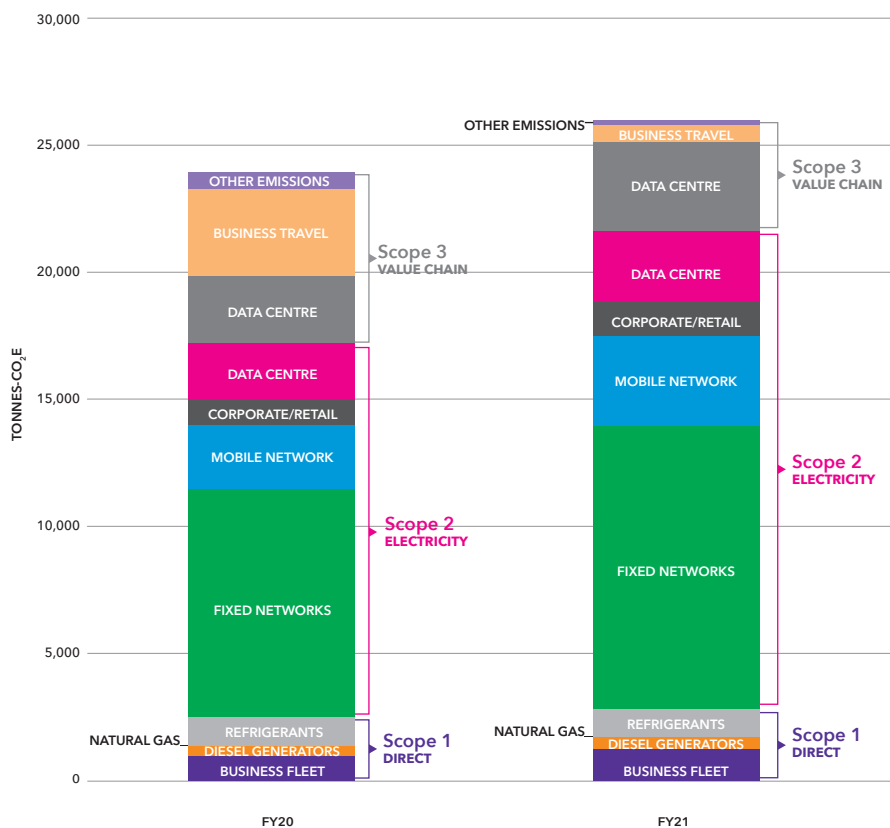 30,000
25,000
20,000
15,000
10,000
5,000
0
TONNES-CO₂E
OTHER EMISSIONS
BUSINESS TRAVEL
DATA CENTRE
DATA CENTRE
CORPORATE/RETAIL
MOBILE NETWORK
FIXED NETWORKS
REFRIGERANTS
NATURAL GAS
DIESEL GENERATORS
BUSINESS FLEET
Scope 3
VALUE CHAIN
Scope 2
ELECTRICITY
Scope 1
DIRECT
FY20
OTHER EMISSIONS
BUSINESS TRAVEL
DATA CENTRE
DATA CENTRE
CORPORATE/RETAIL
MOBILE NETWORK
FIXED NETWORKS
REFRIGERANTS
NATURAL GAS
DIESEL GENERATORS
BUSINESS FLEET
Scope 3
VALUE CHAIN
Scope 2
ELECTRICITY
Scope 1
DIRECT
FY21